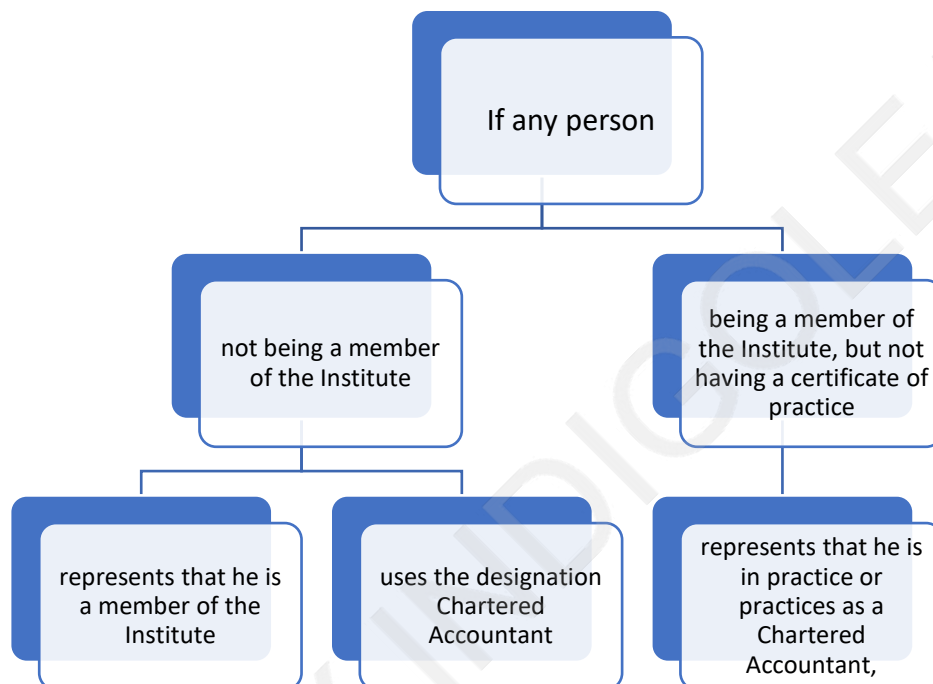 If any person
not being a member
of the Institute
being a member of
the Institute, but not
having a certificate of
practice
represents that he is
a member of the
Institute
uses the designation
Chartered
Accountant
represents that he is
in practice or
practices as a
Chartered
Accountant,
INDIGOLE